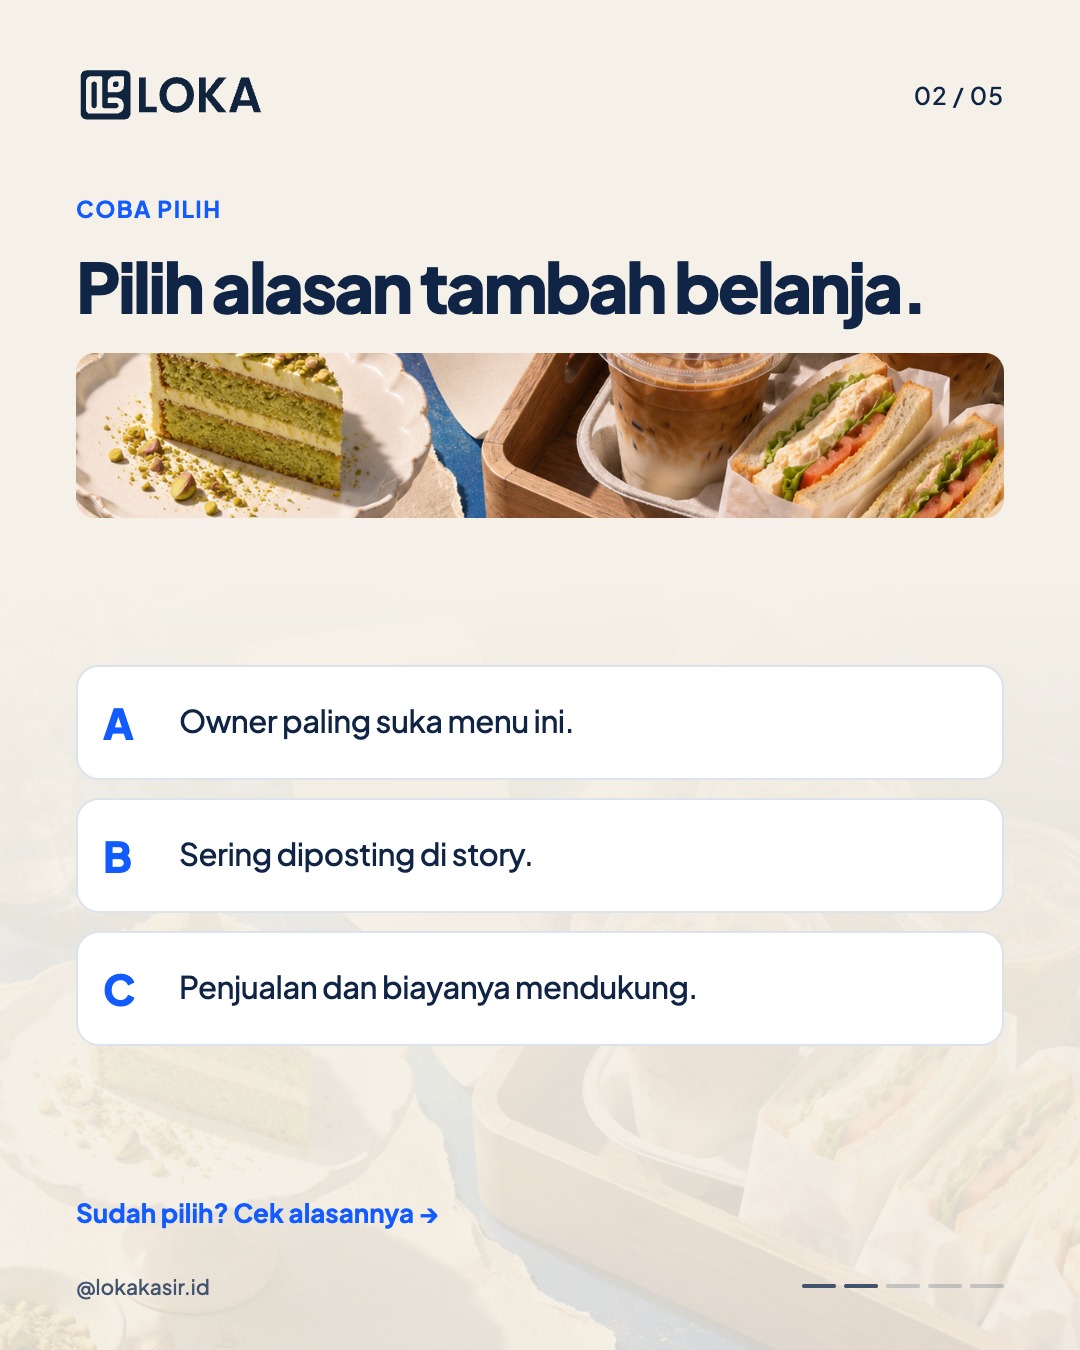 LOKA
02 / 05
COBA PILIH
Pilih alasan tambah belanja.
A Owner paling suka menu ini.
B Sering diposting di story.
C Penjualan dan biayanya mendukung.
Sudah pilih? Cek alasannya →
@lokakasir.id